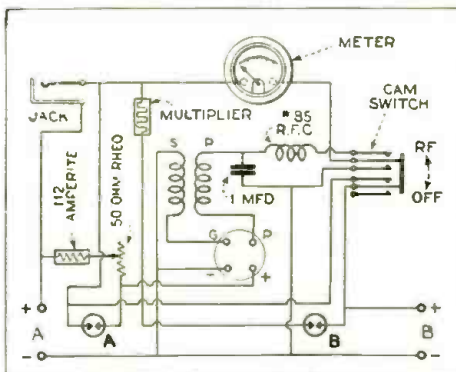 METER
JACK
MULTIPLIER
CAM
SWITCH
#85
R.F.C
RF
OFF
S P
1 MFD
112
AMPERITE
50 OHM RHEO
G P
- +
+ A -
A
B
+ B -